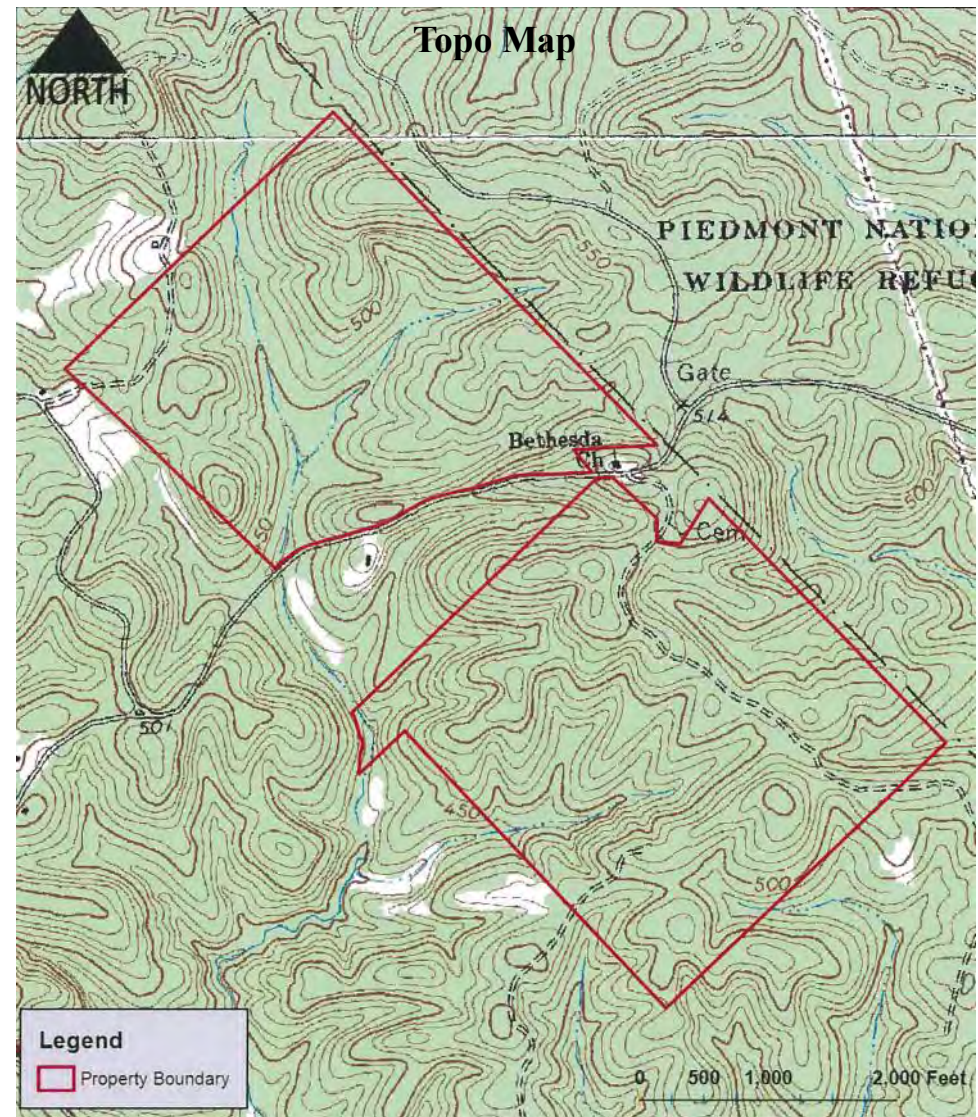 Topo Map
NORTH
PIEDMONT NATIO
WILDLIFE REFU
550
500
Gate
514
Bethesda
Ch
500
Cem
50
501
450
500
Legend
Property Boundary
0 500 1,000 2,000 Feet